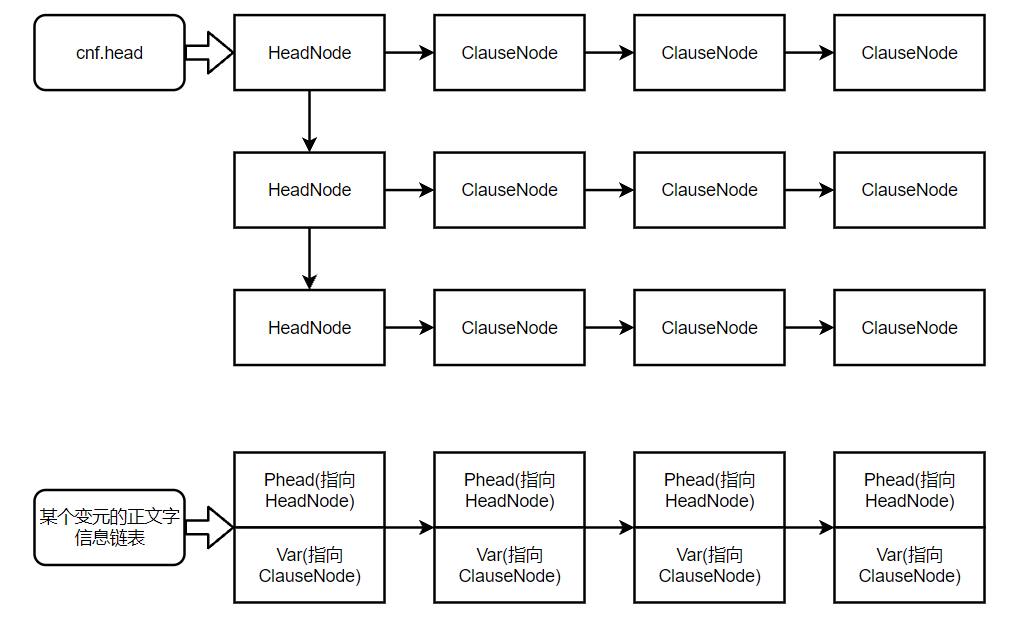 cnf.head
HeadNode
ClauseNode
ClauseNode
ClauseNode
HeadNode
ClauseNode
ClauseNode
ClauseNode
HeadNode
ClauseNode
ClauseNode
ClauseNode
某个变元的正文字
信息链表
Phead(指向
HeadNode)
Var(指向
ClauseNode)
Phead(指向
HeadNode)
Var(指向
ClauseNode)
Phead(指向
HeadNode)
Var(指向
ClauseNode)
Phead(指向
HeadNode)
Var(指向
ClauseNode)